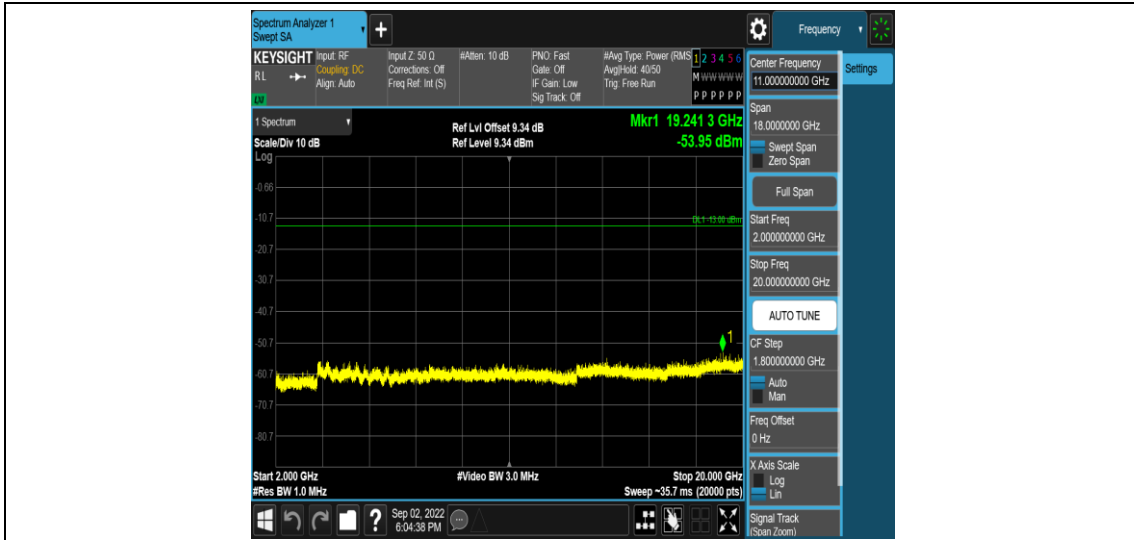 Spectrum Analyzer 1
Swept SA
+
Frequency
KEYSIGHT
RL
Input: RF
Coupling: DC
Align: Auto
Input Z: 50 Ω
Corrections: Off
Freq Ref: Int (S)
#Atten: 10 dB
PNO: Fast
Gate: Off
IF Gain: Low
Sig Track: Off
#Avg Type: Power (RMS
Avg|Hold: 40/50
Trig: Free Run
1 2 3 4 5 6
M W W W W W
P P P P P P
Center Frequency
11.000000000 GHz
Settings
Span
18.0000000 GHz
Swept Span
Zero Span
Full Span
Start Freq
2.000000000 GHz
Stop Freq
20.000000000 GHz
AUTO TUNE
CF Step
1.800000000 GHz
Auto
Man
Freq Offset
0 Hz
X Axis Scale
Log
Lin
Signal Track
(Span Zoom)
1 Spectrum
Scale/Div 10 dB
Log
Ref Lvl Offset 9.34 dB
Ref Level 9.34 dBm
Mkr1 19.241 3 GHz
-53.95 dBm
-0.66
-10.7
DL1 -13.00 dBm
-20.7
-30.7
-40.7
-50.7
1
-60.7
-70.7
-80.7
Start 2.000 GHz
#Res BW 1.0 MHz
#Video BW 3.0 MHz
Stop 20.000 GHz
Sweep ~35.7 ms (20000 pts)
?
Sep 02, 2022
6:04:38 PM